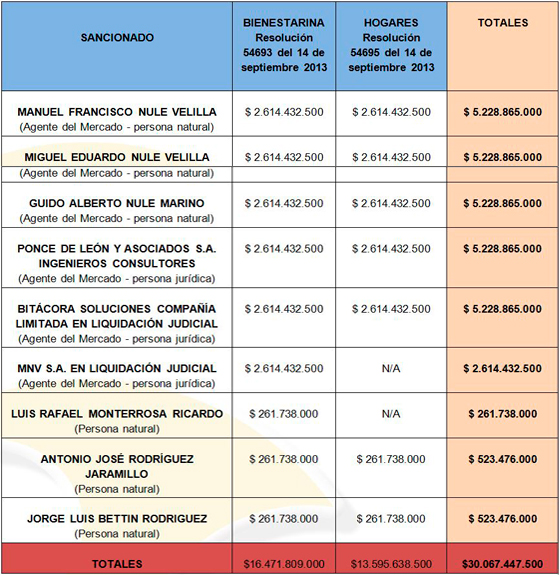 SANCIONADO
BIENESTARINA
Resolución
54693 del 14 de
septiembre 2013
HOGARES
Resolución
54695 del 14 de
septiembre 2013
TOTALES
MANUEL FRANCISCO NULE VELILLA
(Agente del Mercado - persona natural)
$ 2.614.432.500
$ 2.614.432.500
$ 5.228.865.000
MIGUEL EDUARDO NULE VELILLA
(Agente del Mercado - persona natural)
$ 2.614.432.500
$ 2.614.432.500
$ 5.228.865.000
GUIDO ALBERTO NULE MARINO
(Agente del Mercado - persona natural)
$ 2.614.432.500
$ 2.614.432.500
$ 5.228.865.000
PONCE DE LEÓN Y ASOCIADOS S.A.
INGENIEROS CONSULTORES
(Agente del Mercado - persona jurídica)
$ 2.614.432.500
$ 2.614.432.500
$ 5.228.865.000
BITÁCORA SOLUCIONES COMPAÑÍA
LIMITADA EN LIQUIDACIÓN JUDICIAL
(Agente del Mercado - persona jurídica)
$ 2.614.432.500
$ 2.614.432.500
$ 5.228.865.000
MNV S.A. EN LIQUIDACIÓN JUDICIAL
(Agente del Mercado - persona jurídica)
$ 2.614.432.500
N/A
$ 2.614.432.500
LUIS RAFAEL MONTERROSA RICARDO
(Persona natural)
$ 261.738.000
N/A
$ 261.738.000
ANTONIO JOSÉ RODRÍGUEZ
JARAMILLO
(Persona natural)
$ 261.738.000
$ 261.738.000
$ 523.476.000
JORGE LUIS BETTIN RODRIGUEZ
(Persona natural)
$ 261.738.000
$ 261.738.000
$ 523.476.000
TOTALES
$16.471.809.000
$13.595.638.500
$30.067.447.500